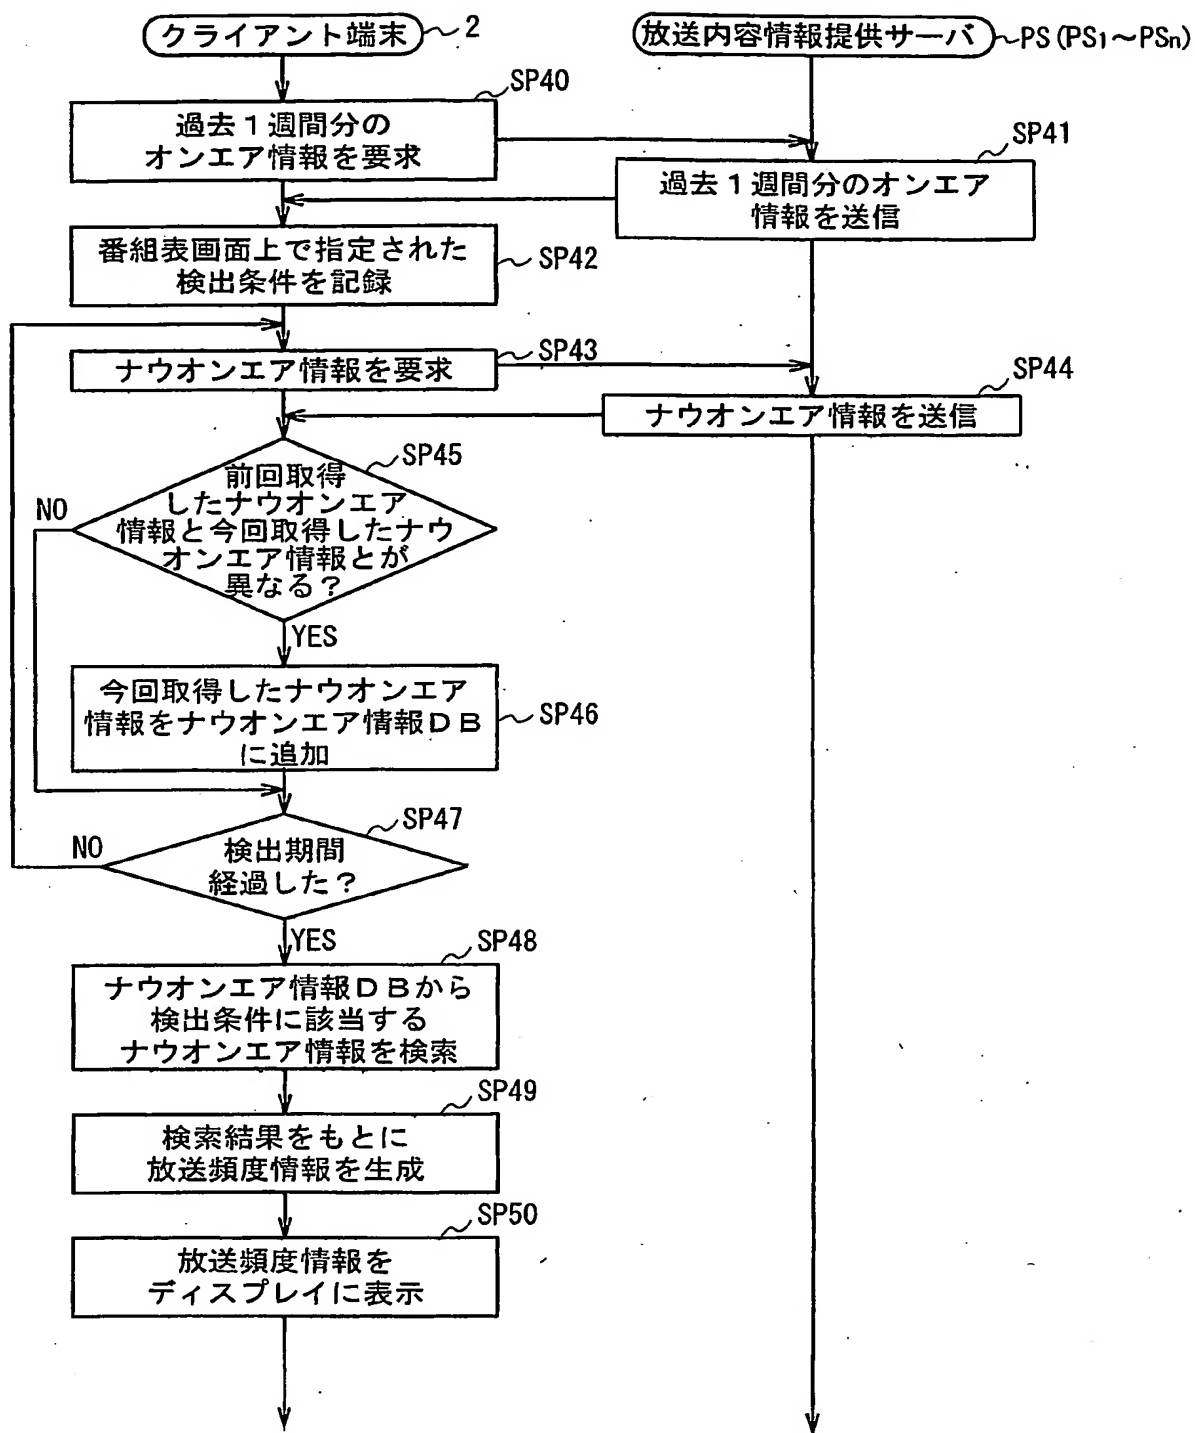 クライアント端末
2
放送内容情報提供サーバ
PS(PS1～PSn)
SP40
過去１週間分の
オンエア情報を要求
SP41
過去１週間分のオンエア
情報を送信
番組表画面上で指定された
検出条件を記録
SP42
SP43
ナウオンエア情報を要求
SP44
ナウオンエア情報を送信
SP45
前回取得
したナウオンエア
情報と今回取得したナウ
オンエア情報とが
異なる？
NO
YES
今回取得したナウオンエア
情報をナウオンエア情報ＤＢ
に追加
SP46
SP47
検出期間
経過した？
NO
YES
SP48
ナウオンエア情報ＤＢから
検出条件に該当する
ナウオンエア情報を検索
SP49
検索結果をもとに
放送頻度情報を生成
SP50
放送頻度情報を
ディスプレイに表示